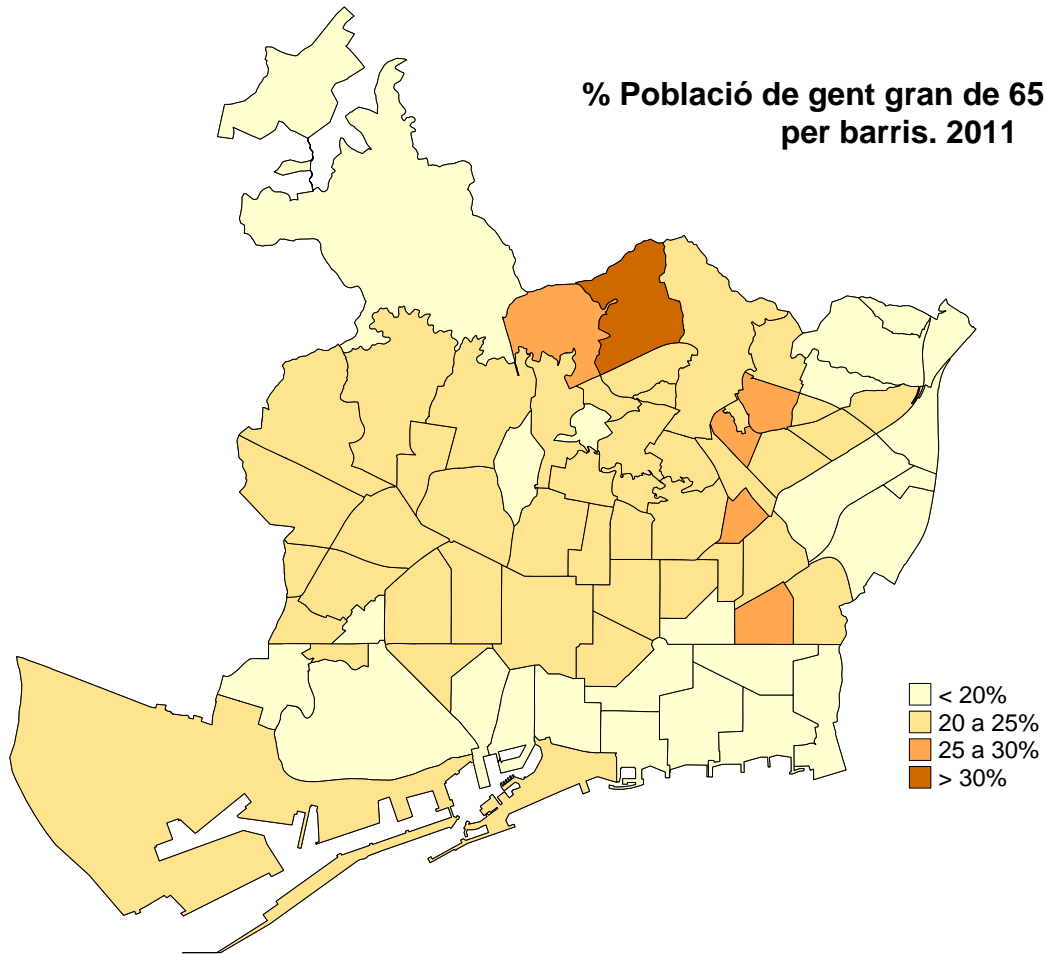 % Població de gent gran de 65
per barris. 2011
< 20%
20 a 25%
25 a 30%
> 30%